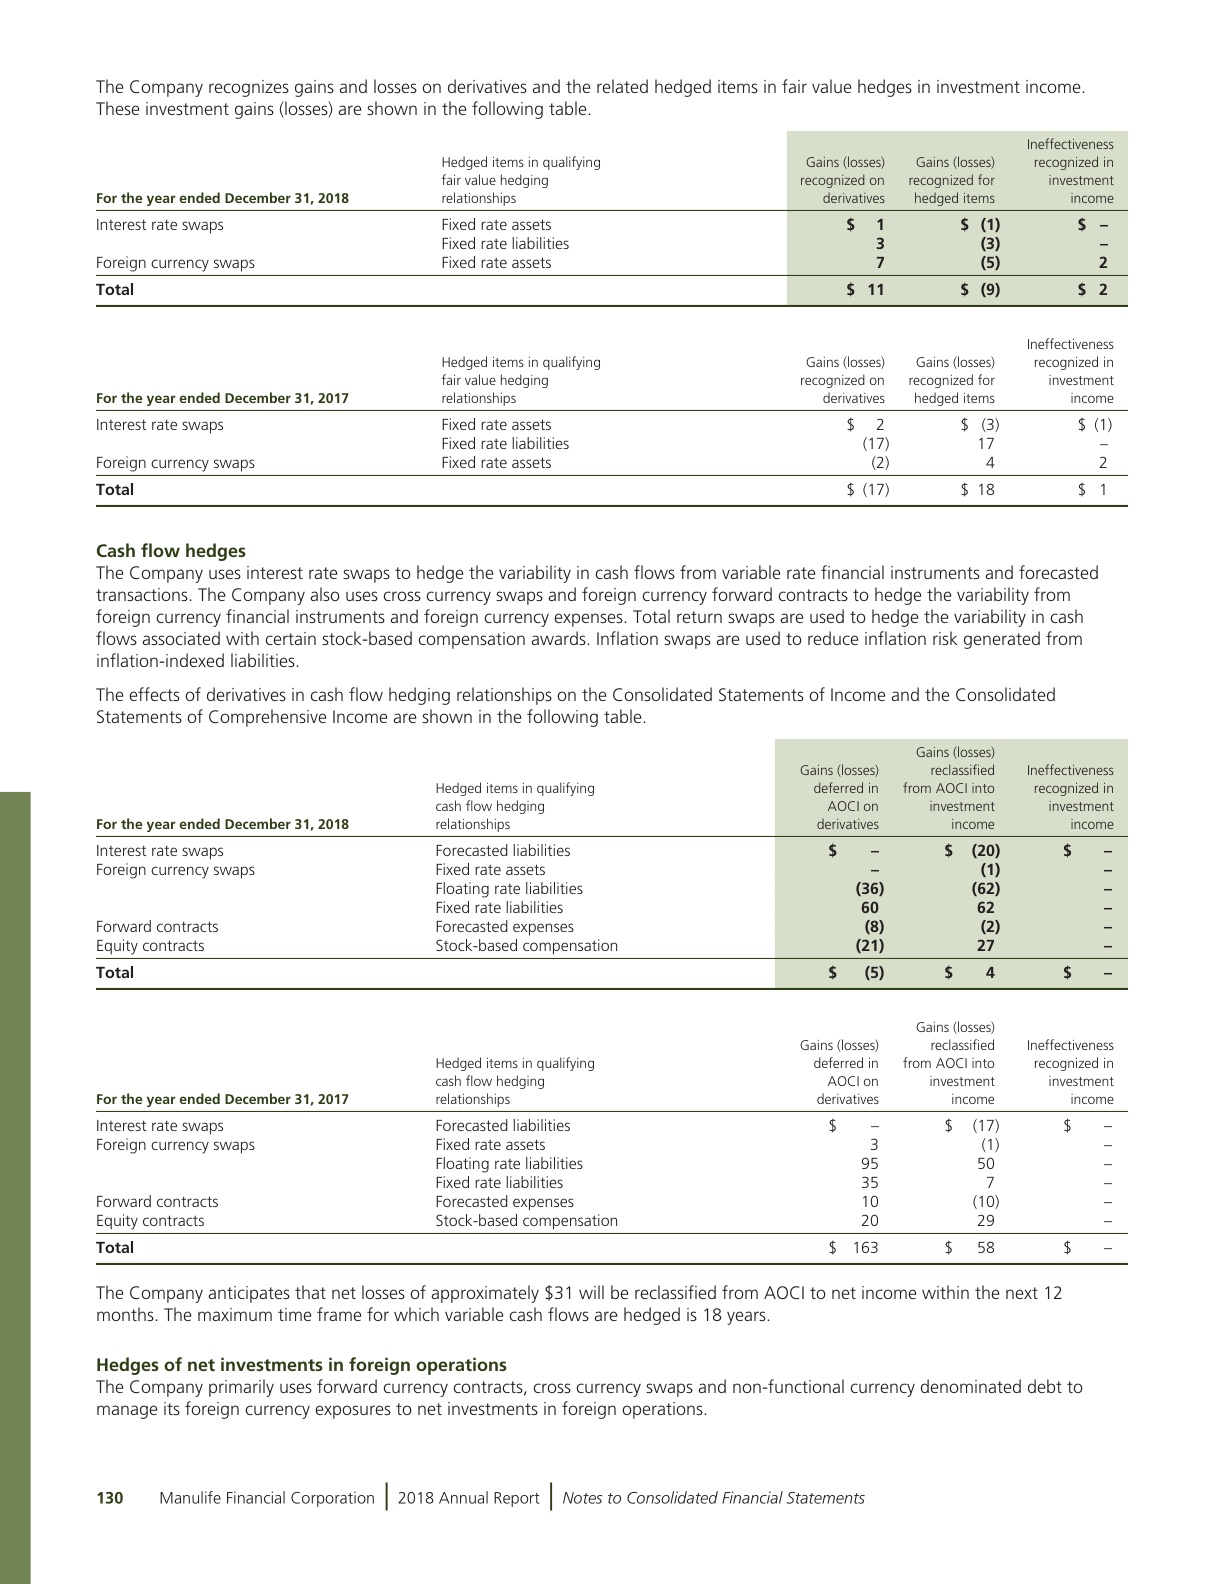 The Company recognizes gains and losses on derivatives and the related hedged items in fair value hedges in investment income.
These investment gains (losses) are shown in the following table.
For the year ended December 31, 2018 Hedged items in qualifying fair value hedging relationships Gains (losses) recognized on derivatives Gains (losses) recognized for hedged items Ineffectiveness recognized in investment income
Interest rate swaps Fixed rate assets $ 1 $ (1) $ –
Fixed rate liabilities 3 (3) –
Foreign currency swaps Fixed rate assets 7 (5) 2
Total $ 11 $ (9) $ 2
For the year ended December 31, 2017 Hedged items in qualifying fair value hedging relationships Gains (losses) recognized on derivatives Gains (losses) recognized for hedged items Ineffectiveness recognized in investment income
Interest rate swaps Fixed rate assets $ 2 $ (3) $ (1)
Fixed rate liabilities (17) 17 –
Foreign currency swaps Fixed rate assets (2) 4 2
Total $ (17) $ 18 $ 1
Cash flow hedges
The Company uses interest rate swaps to hedge the variability in cash flows from variable rate financial instruments and forecasted
transactions. The Company also uses cross currency swaps and foreign currency forward contracts to hedge the variability from
foreign currency financial instruments and foreign currency expenses. Total return swaps are used to hedge the variability in cash
flows associated with certain stock-based compensation awards. Inflation swaps are used to reduce inflation risk generated from
inflation-indexed liabilities.
The effects of derivatives in cash flow hedging relationships on the Consolidated Statements of Income and the Consolidated
Statements of Comprehensive Income are shown in the following table.
For the year ended December 31, 2018 Hedged items in qualifying cash flow hedging relationships Gains (losses) deferred in AOCI on derivatives Gains (losses) reclassified from AOCI into investment income Ineffectiveness recognized in investment income
Interest rate swaps Forecasted liabilities $ – $ (20) $ –
Foreign currency swaps Fixed rate assets – (1) –
Floating rate liabilities (36) (62) –
Fixed rate liabilities 60 62 –
Forward contracts Forecasted expenses (8) (2) –
Equity contracts Stock-based compensation (21) 27 –
Total $ (5) $ 4 $ –
For the year ended December 31, 2017 Hedged items in qualifying cash flow hedging relationships Gains (losses) deferred in AOCI on derivatives Gains (losses) reclassified from AOCI into investment income Ineffectiveness recognized in investment income
Interest rate swaps Forecasted liabilities $ – $ (17) $ –
Foreign currency swaps Fixed rate assets 3 (1) –
Floating rate liabilities 95 50 –
Fixed rate liabilities 35 7 –
Forward contracts Forecasted expenses 10 (10) –
Equity contracts Stock-based compensation 20 29 –
Total $ 163 $ 58 $ –
The Company anticipates that net losses of approximately $31 will be reclassified from AOCI to net income within the next 12
months. The maximum time frame for which variable cash flows are hedged is 18 years.
Hedges of net investments in foreign operations
The Company primarily uses forward currency contracts, cross currency swaps and non-functional currency denominated debt to
manage its foreign currency exposures to net investments in foreign operations.
130 Manulife Financial Corporation | 2018 Annual Report | Notes to Consolidated Financial Statements